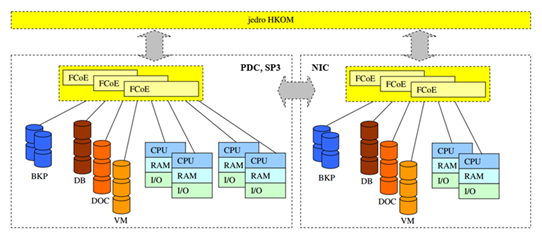 jedro HKOM
PDC, SP3
NIC
FCoE
FCoE
FCoE
FCoE
FCoE
FCoE
BKP
DB
DOC
VM
CPU
RAM
I/O
CPU
RAM
I/O
CPU
RAM
I/O
CPU
RAM
I/O
BKP
DB
DOC
VM
CPU
RAM
I/O
CPU
RAM
I/O